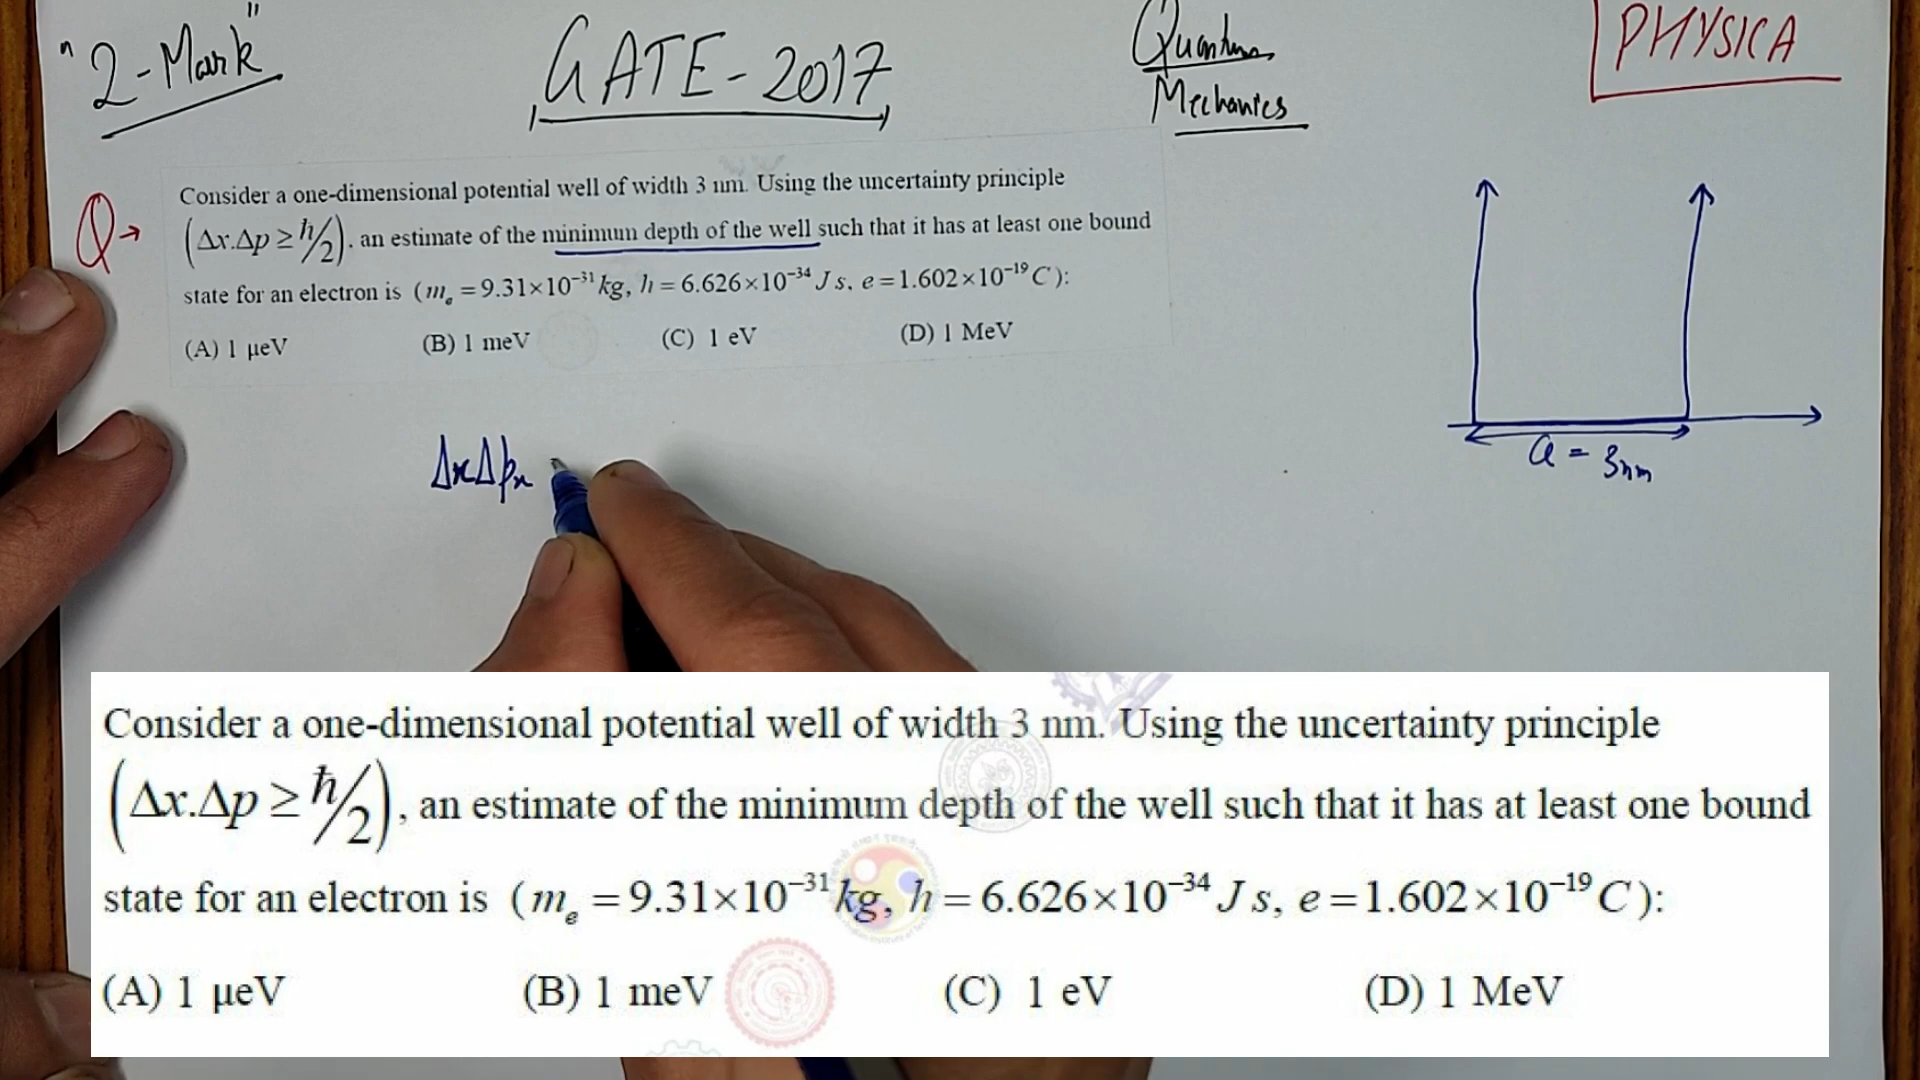 "2-Mark"
GATE-2017
Quantum
Mechanics
PHYSICA
Q→
Consider a one-dimensional potential well of width 3 nm. Using the uncertainty principle
(Δx.Δp ≥ ħ/2), an estimate of the minimum depth of the well such that it has at least one bound
state for an electron is (mₑ = 9.31×10⁻³¹ kg, h = 6.626×10⁻³⁴ J s, e = 1.602×10⁻¹⁹ C):
(A) 1 μeV (B) 1 meV (C) 1 eV (D) 1 MeV
a = 3nm
ΔxΔpₓ
Consider a one-dimensional potential well of width 3 nm. Using the uncertainty principle
(Δx.Δp ≥ ħ/2), an estimate of the minimum depth of the well such that it has at least one bound
state for an electron is (mₑ = 9.31×10⁻³¹ kg, h = 6.626×10⁻³⁴ J s, e = 1.602×10⁻¹⁹ C):
(A) 1 μeV (B) 1 meV (C) 1 eV (D) 1 MeV